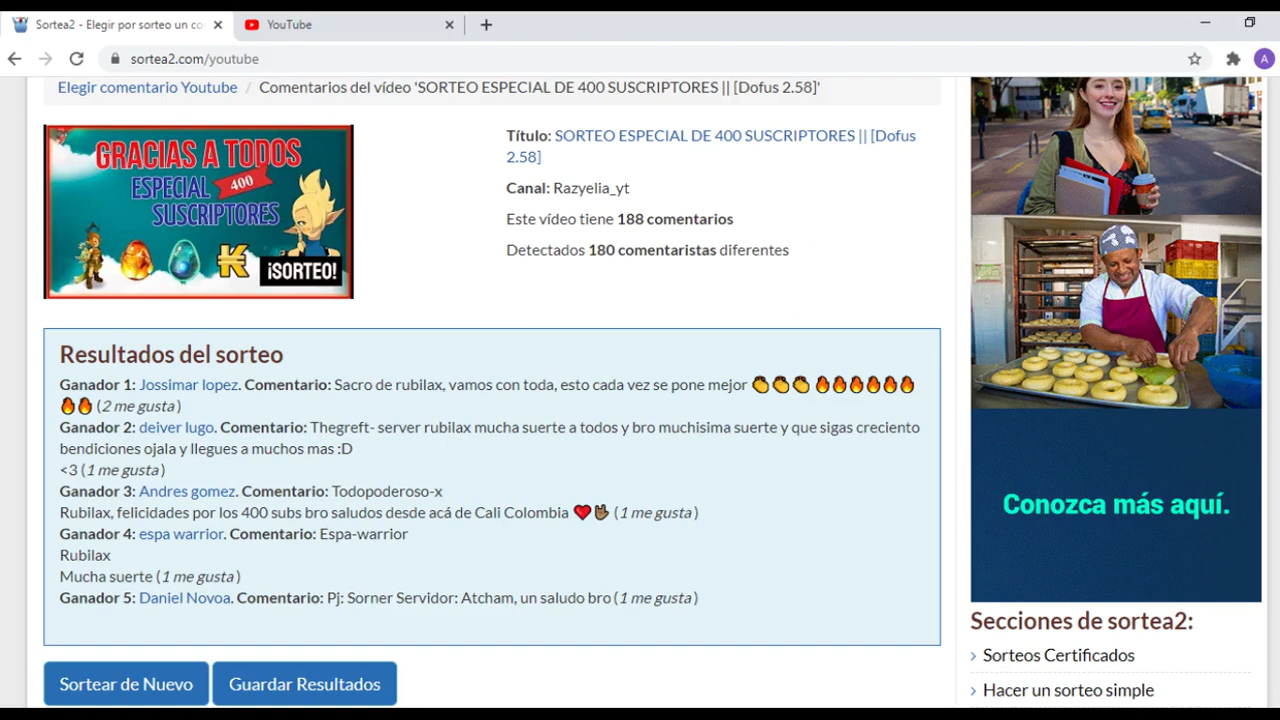 Sortea2 - Elegir por sorteo un co
YouTube
sortea2.com/youtube
A
Elegir comentario Youtube / Comentarios del vídeo 'SORTEO ESPECIAL DE 400 SUSCRIPTORES || [Dofus 2.58]'
GRACIAS A TODOS
ESPECIAL 400
SUSCRIPTORES
¡SORTEO!
Título: SORTEO ESPECIAL DE 400 SUSCRIPTORES || [Dofus
2.58]
Canal: Razyelia_yt
Este vídeo tiene 188 comentarios
Detectados 180 comentaristas diferentes
Resultados del sorteo
Ganador 1: Jossimar lopez. Comentario: Sacro de rubilax, vamos con toda, esto cada vez se pone mejor 👏👏👏 🔥🔥🔥🔥🔥🔥
🔥🔥 (2 me gusta )
Ganador 2: deiver lugo. Comentario: Thegreft- server rubilax mucha suerte a todos y bro muchisima suerte y que sigas creciento
bendiciones ojala y llegues a muchos mas :D
<3 (1 me gusta )
Ganador 3: Andres gomez. Comentario: Todopoderoso-x
Rubilax, felicidades por los 400 subs bro saludos desde acá de Cali Colombia ❤️🤟🏽 (1 me gusta )
Ganador 4: espa warrior. Comentario: Espa-warrior
Rubilax
Mucha suerte (1 me gusta )
Ganador 5: Daniel Novoa. Comentario: Pj: Sorner Servidor: Atcham, un saludo bro (1 me gusta )
Sortear de Nuevo
Guardar Resultados
Conozca más aquí.
Secciones de sortea2:
Sorteos Certificados
Hacer un sorteo simple